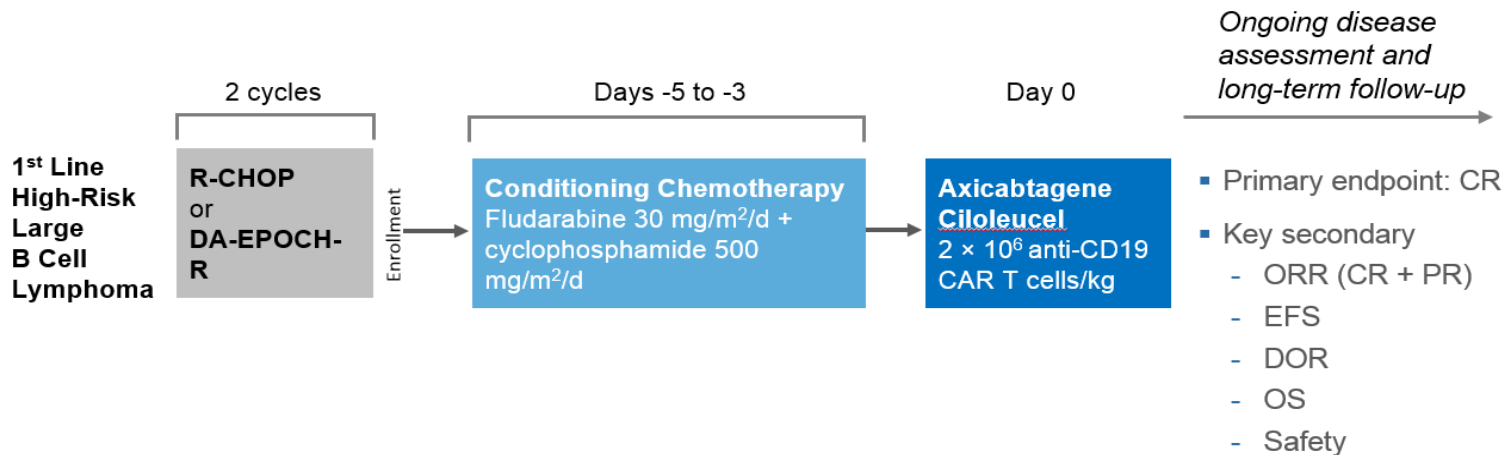 Ongoing disease
assessment and
long-term follow-up
2 cycles
Days -5 to -3
Day 0
1st Line
High-Risk
Large
B Cell
Lymphoma
R-CHOP
or
DA-EPOCH-
R
Enrollment
Conditioning Chemotherapy
Fludarabine 30 mg/m²/d +
cyclophosphamide 500
mg/m²/d
Axicabtagene
Ciloleucel
2 × 10⁶ anti-CD19
CAR T cells/kg
▪ Primary endpoint: CR
▪ Key secondary
- ORR (CR + PR)
- EFS
- DOR
- OS
- Safety